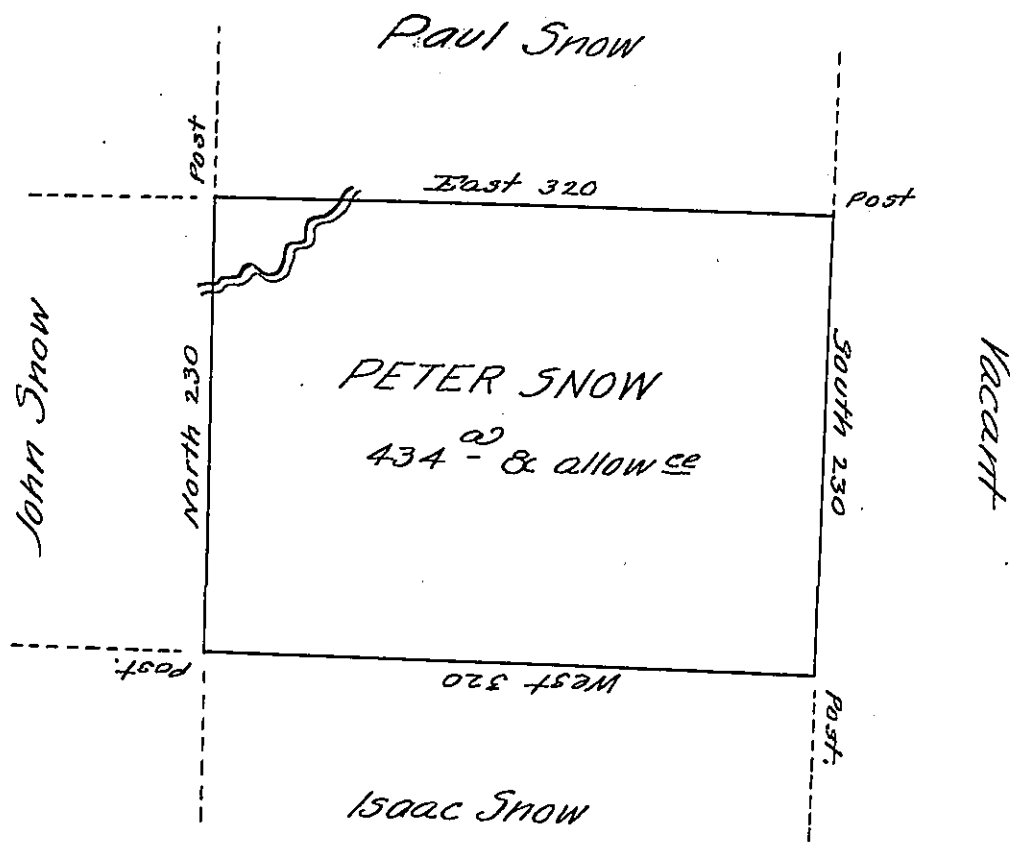 Paul Snow
Post
East 320
Post
John Snow
North 230
PETER SNOW
434 a & allow ce
South 230
Vacant
Post.
West 320
Post.
Isaac Snow